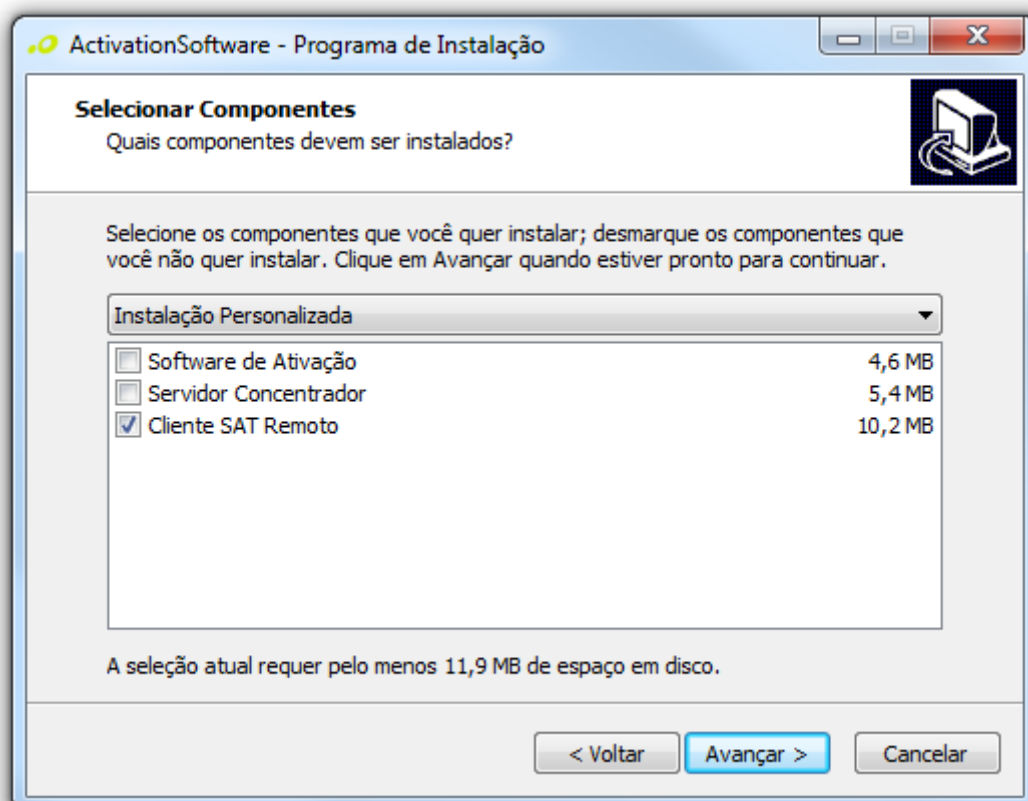 ActivationSoftware - Programa de Instalação
Selecionar Componentes
Quais componentes devem ser instalados?
Selecione os componentes que você quer instalar; desmarque os componentes que
você não quer instalar. Clique em Avançar quando estiver pronto para continuar.
Instalação Personalizada
Software de Ativação 4,6 MB
Servidor Concentrador 5,4 MB
Cliente SAT Remoto 10,2 MB
A seleção atual requer pelo menos 11,9 MB de espaço em disco.
< Voltar Avançar > Cancelar